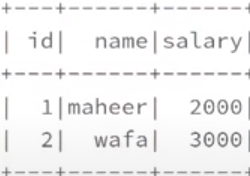 +---+------+------+
| id|  name|salary|
+---+------+------+
|  1|maheer|  2000|
|  2|  wafa|  3000|
+---+------+------+